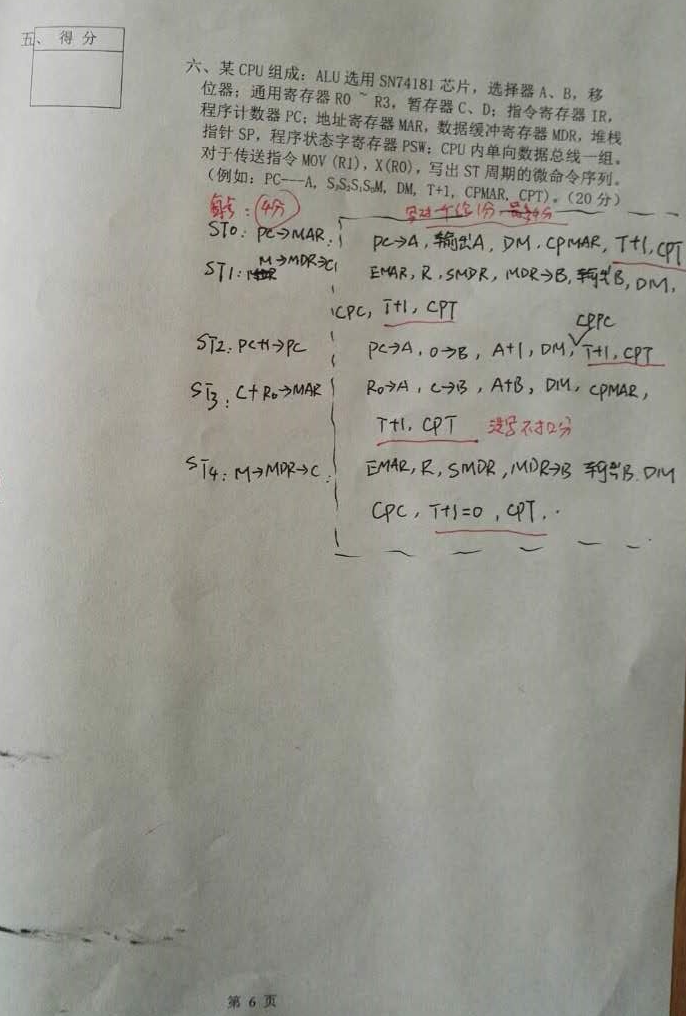 五、得分
六、某CPU组成：ALU选用SN74181芯片，选择器A、B，移
位器；通用寄存器R0 ~ R3，暂存器C、D；指令寄存器IR，
程序计数器PC；地址寄存器MAR，数据缓冲寄存器MDR，堆栈
指针SP，程序状态字寄存器PSW；CPU内单向数据总线一组。
对于传送指令MOV (R1)，X(R0)，写出ST周期的微命令序列。
（例如：PC---A, S₃S₂S₁S₀M, DM, T+1, CPMAR, CPT）。（20分）
（4分）
ST0: PC→MAR: PC→A, 输出A, DM, CPMAR, T+1, CPT
ST1: M→MDR→C: EMAR, R, SMDR, MDR→B, 输出B, DM,
CPC, T+1, CPT
CPPC
ST2: PC+1→PC PC→A, 0→B, A+1, DM, T+1, CPT
ST3: C+R0→MAR R0→A, C→B, A+B, DM, CPMAR,
T+1, CPT 没写不扣分
ST4: M→MDR→C: EMAR, R, SMDR, MDR→B 输出B. DM
CPC, T+1=0, CPT.
第 6 页